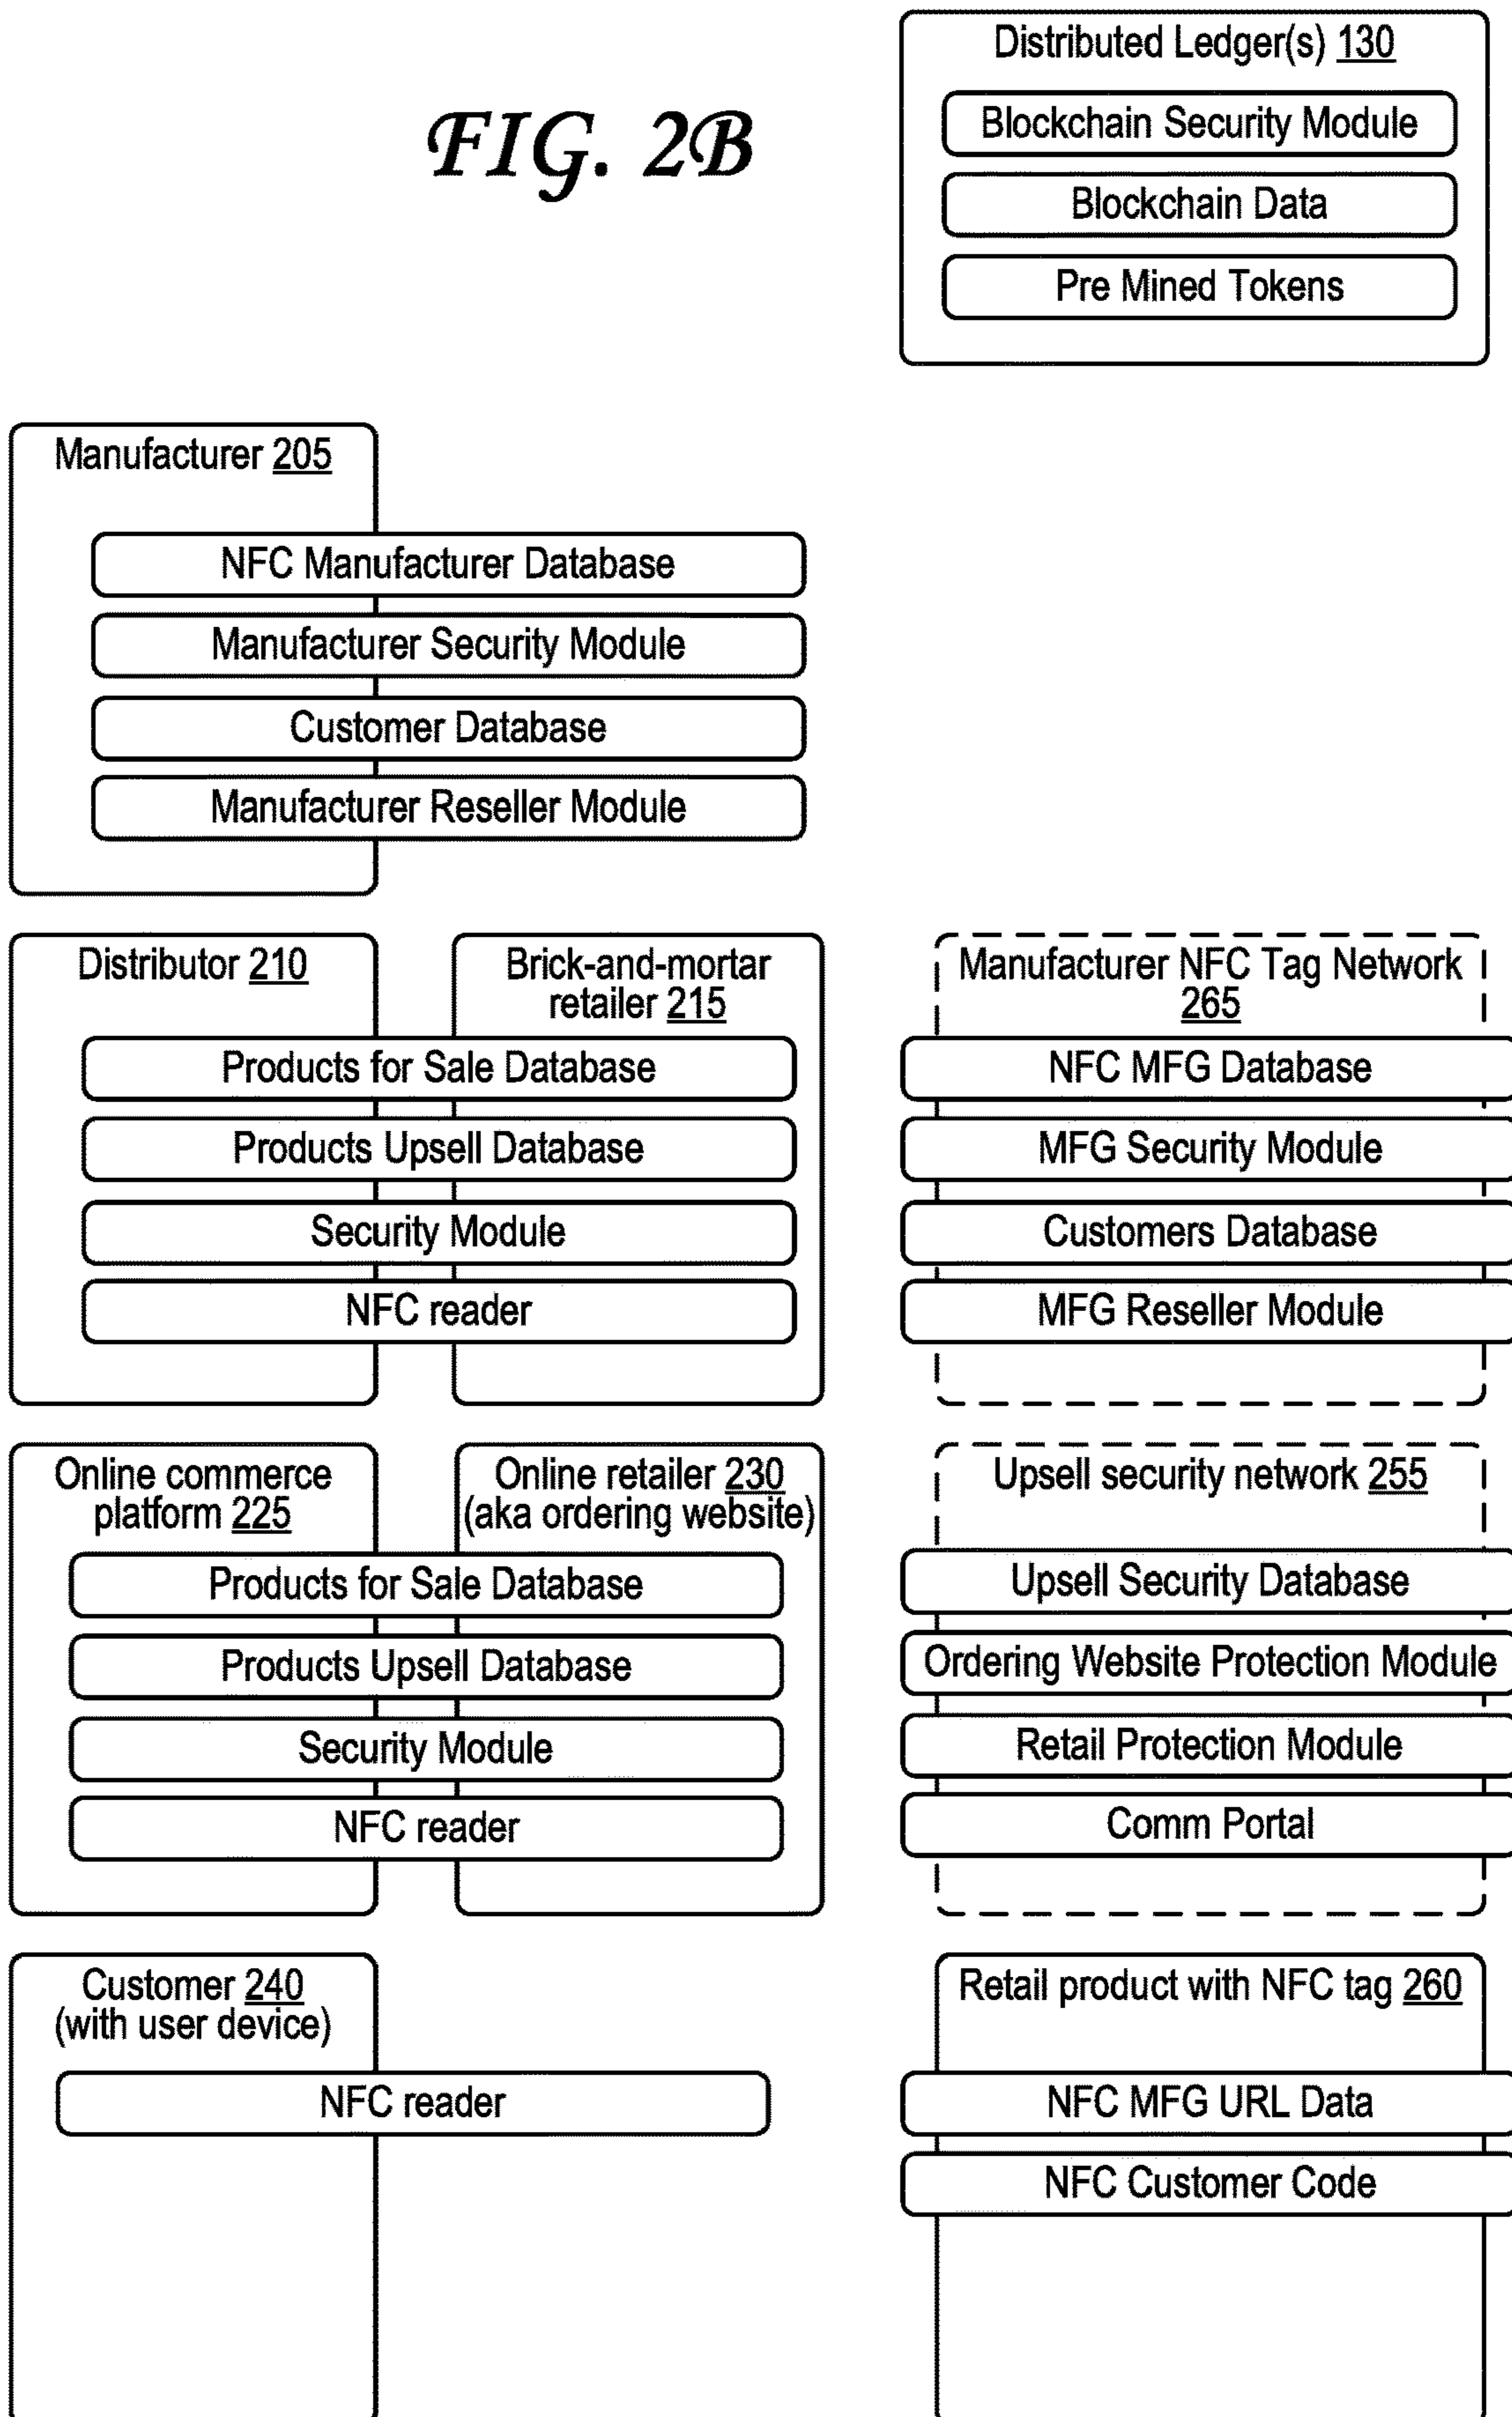 FIG. 2B
Distributed Ledger(s) 130
Blockchain Security Module
Blockchain Data
Pre Mined Tokens
Manufacturer 205
NFC Manufacturer Database
Manufacturer Security Module
Customer Database
Manufacturer Reseller Module
Distributor 210
Brick-and-mortar
retailer 215
Products for Sale Database
Products Upsell Database
Security Module
NFC reader
Manufacturer NFC Tag Network
265
NFC MFG Database
MFG Security Module
Customers Database
MFG Reseller Module
Online commerce
platform 225
Online retailer 230
(aka ordering website)
Products for Sale Database
Products Upsell Database
Security Module
NFC reader
Upsell security network 255
Upsell Security Database
Ordering Website Protection Module
Retail Protection Module
Comm Portal
Customer 240
(with user device)
NFC reader
Retail product with NFC tag 260
NFC MFG URL Data
NFC Customer Code